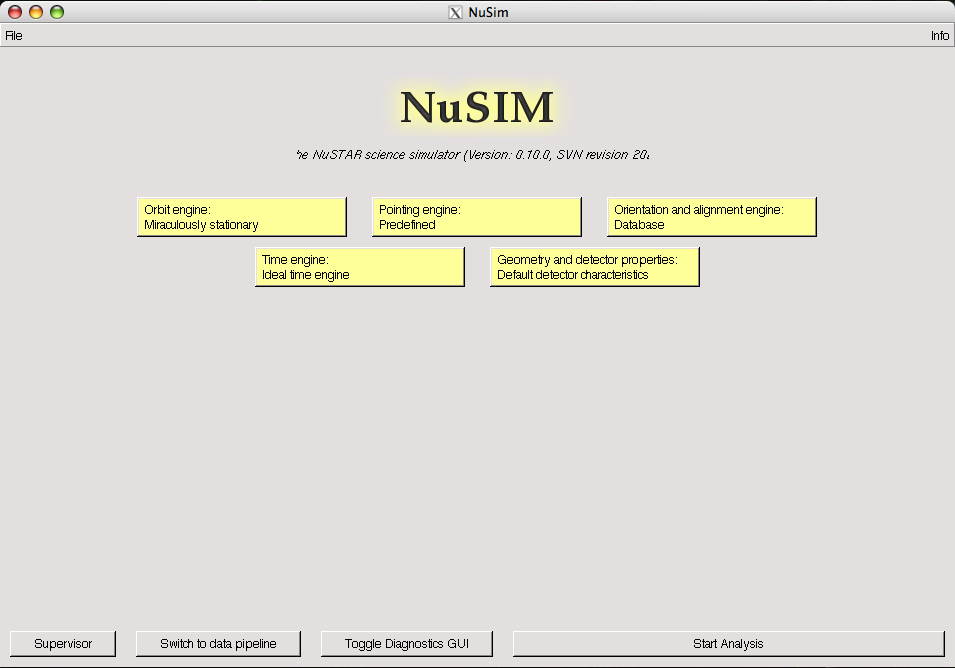 NuSim
File Info
NuSIM
NuSTAR science simulator (Version: 0.10.0, SVN revision
Orbit engine:
Miraculously stationary
Pointing engine:
Predefined
Orientation and alignment engine:
Database
Time engine:
Ideal time engine
Geometry and detector properties:
Default detector characteristics
Supervisor
Switch to data pipeline
Toggle Diagnostics GUI
Start Analysis